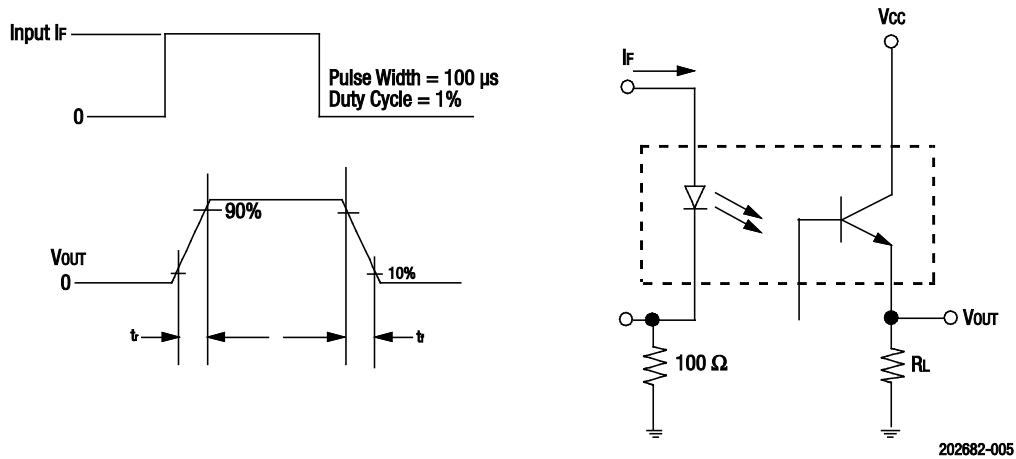 Input IF
Pulse Width = 100 µs
Duty Cycle = 1%
0
90%
VOUT
0
10%
tr
tf
VCC
IF
VOUT
100 Ω
RL
202682-005